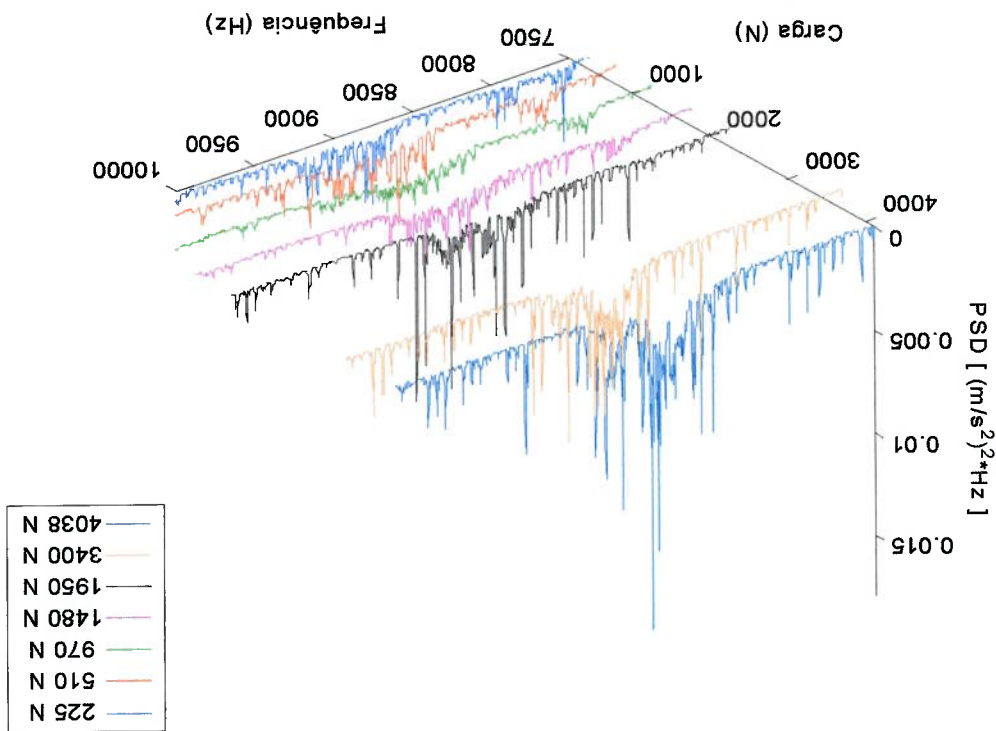 225 N
510 N
970 N
1480 N
1950 N
3400 N
4038 N
PSD [ (m/s²)²*Hz ]
0.015
0.01
0.005
0
4000
3000
2000
1000
Carga (N)
7500
8000
8500
9000
9500
10000
Frequência (Hz)